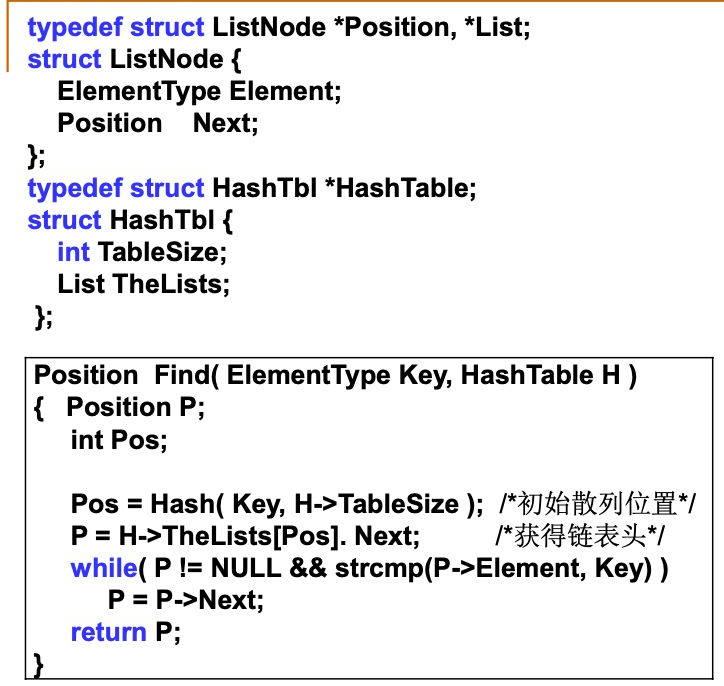 typedef struct ListNode *Position, *List;
struct ListNode {
ElementType Element;
Position Next;
};
typedef struct HashTbl *HashTable;
struct HashTbl {
int TableSize;
List TheLists;
};
Position Find( ElementType Key, HashTable H )
{ Position P;
int Pos;
Pos = Hash( Key, H->TableSize ); /*初始散列位置*/
P = H->TheLists[Pos]. Next; /*获得链表头*/
while( P != NULL && strcmp(P->Element, Key) )
P = P->Next;
return P;
}